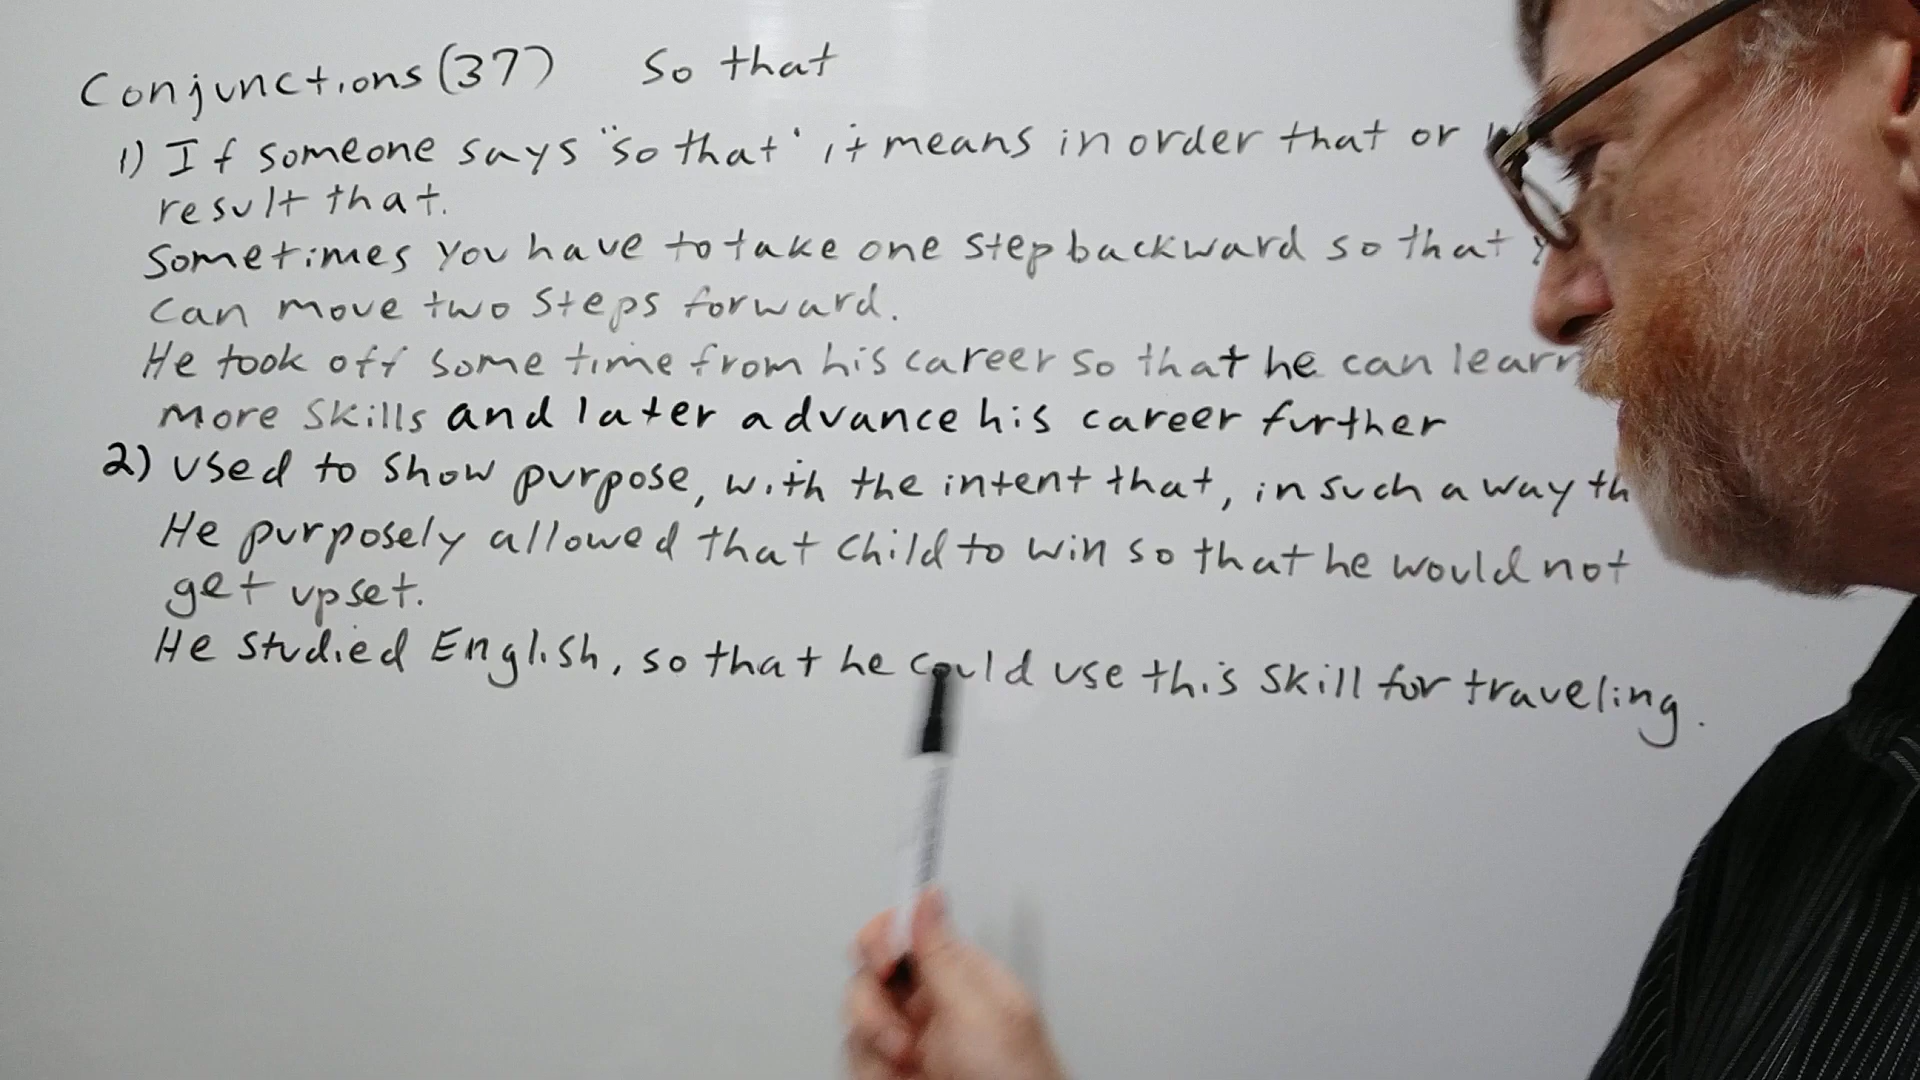 Conjunctions (37) so that
1) If someone says "so that' it means in order that or
result that.
Sometimes you have to take one step backward so that
can move two steps forward.
He took off some time from his career so that he can learn
more skills and later advance his career further
2) used to show purpose, with the intent that, in such a way
He purposely allowed that child to win so that he would not
get upset.
He studied English, so that he could use this skill for traveling.